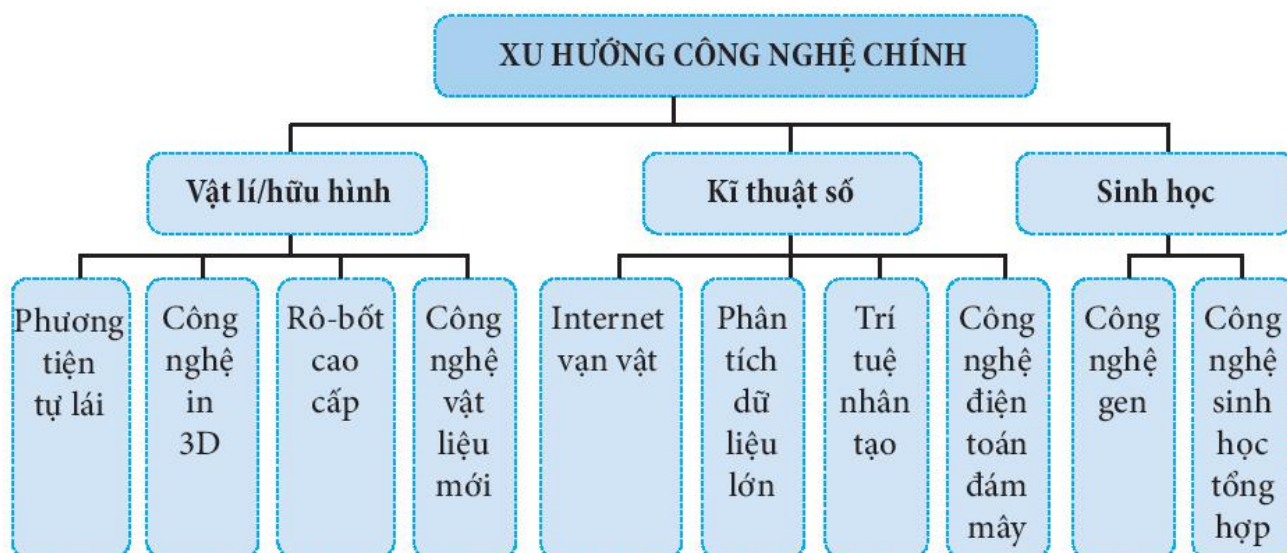 XU HƯỚNG CÔNG NGHỆ CHÍNH
Vật lí/hữu hình
Kĩ thuật số
Sinh học
Phương
tiện
tự lái
Công
nghệ
in
3D
Rô-bốt
cao
cấp
Công
nghệ
vật
liệu
mới
Internet
vạn vật
Phân
tích
dữ
liệu
lớn
Trí
tuệ
nhân
tạo
Công
nghệ
điện
toán
đám
mây
Công
nghệ
gen
Công
nghệ
sinh
học
tổng
hợp